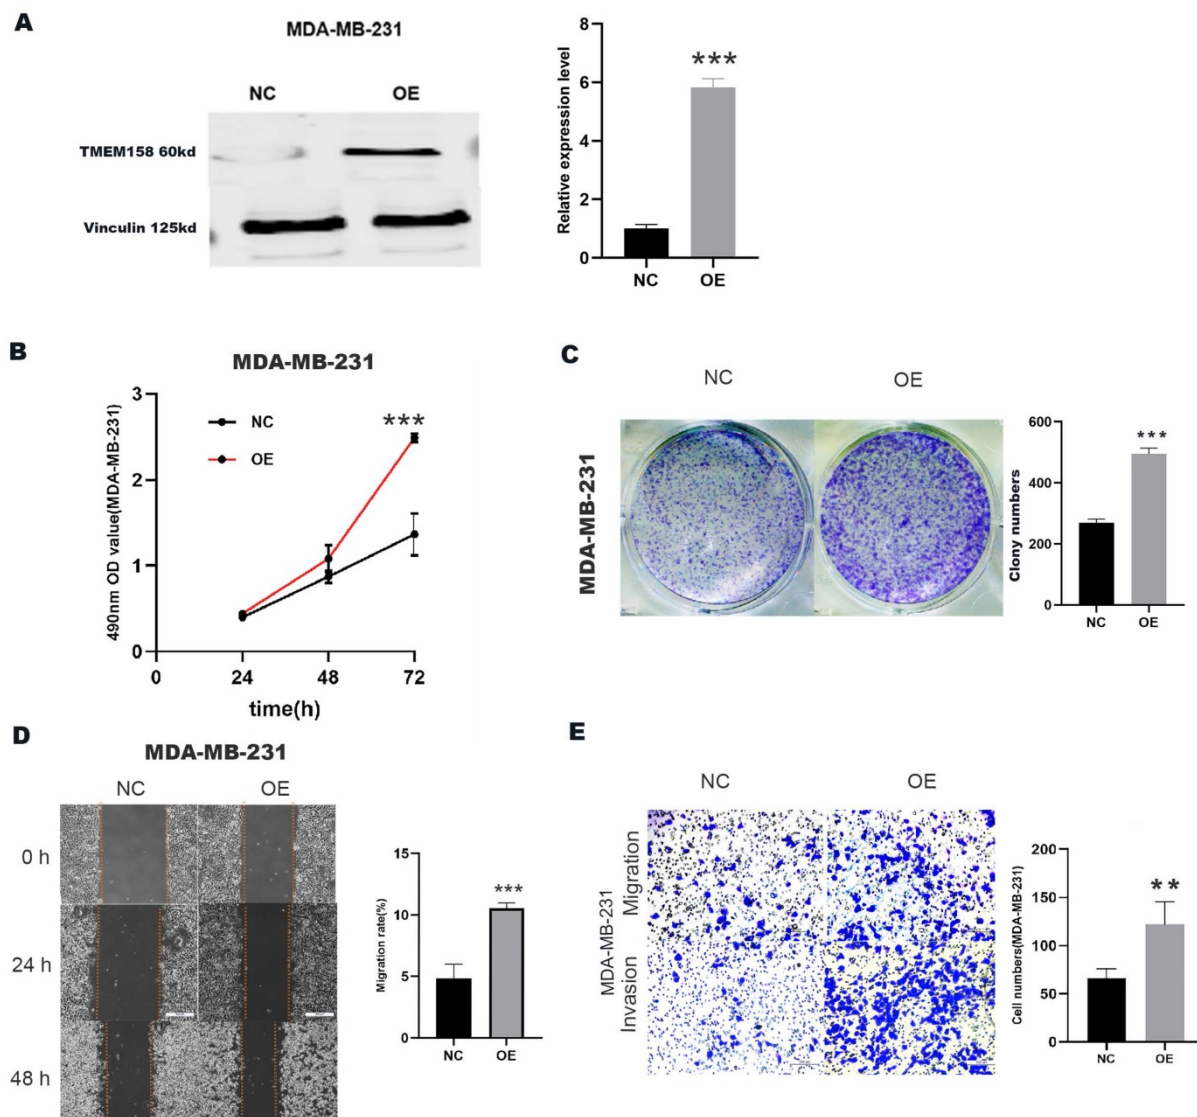 A
MDA-MB-231
NC OE
TMEM158 60kd
Vinculin 125kd
Relative expression level
8
6
4
2
0
***
NC OE
B
MDA-MB-231
490nm OD value(MDA-MB-231)
3
2
1
0
NC
OE
***
0 24 48 72
time(h)
C
NC OE
MDA-MB-231
Clony numbers
600
400
200
0
***
NC OE
D
MDA-MB-231
NC OE
0 h
24 h
48 h
Migration rate(%)
15
10
5
0
***
NC OE
E
NC OE
MDA-MB-231
Migration
Invasion
Cell numbers(MDA-MB-231)
200
150
100
50
0
**
NC OE